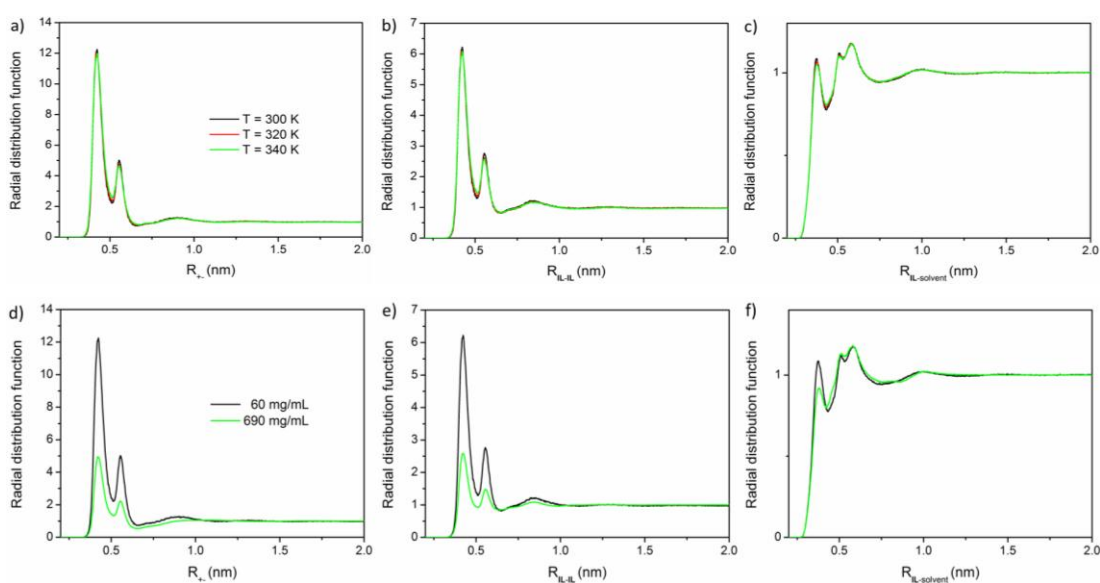 a)
14
12
10
8
6
4
2
0
Radial distribution function
0.5
1.0
1.5
2.0
R+- (nm)
T = 300 K
T = 320 K
T = 340 K
b)
7
6
5
4
3
2
1
0
Radial distribution function
0.5
1.0
1.5
2.0
RIL-IL (nm)
c)
1
0
Radial distribution function
0.5
1.0
1.5
2.0
RIL-solvent (nm)
d)
14
12
10
8
6
4
2
0
Radial distribution function
0.5
1.0
1.5
2.0
R+- (nm)
60 mg/mL
690 mg/mL
e)
7
6
5
4
3
2
1
0
Radial distribution function
0.5
1.0
1.5
2.0
RIL-IL (nm)
f)
1
0
Radial distribution function
0.5
1.0
1.5
2.0
RIL-solvent (nm)